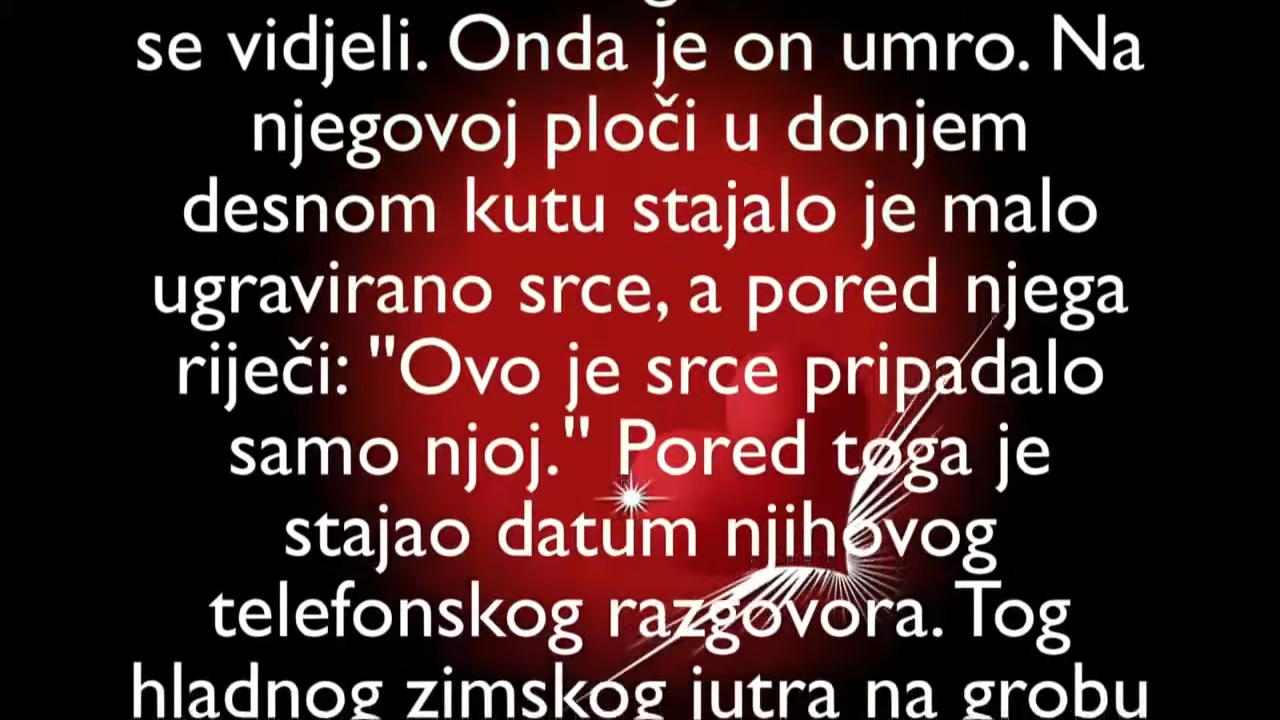 se vidjeli. Onda je on umro. Na
njegovoj ploči u donjem
desnom kutu stajalo je malo
ugravirano srce, a pored njega
riječi: "Ovo je srce pripadalo
samo njoj." Pored toga je
stajao datum njihovog
telefonskog razgovora. Tog
hladnog zimskog jutra na grobu